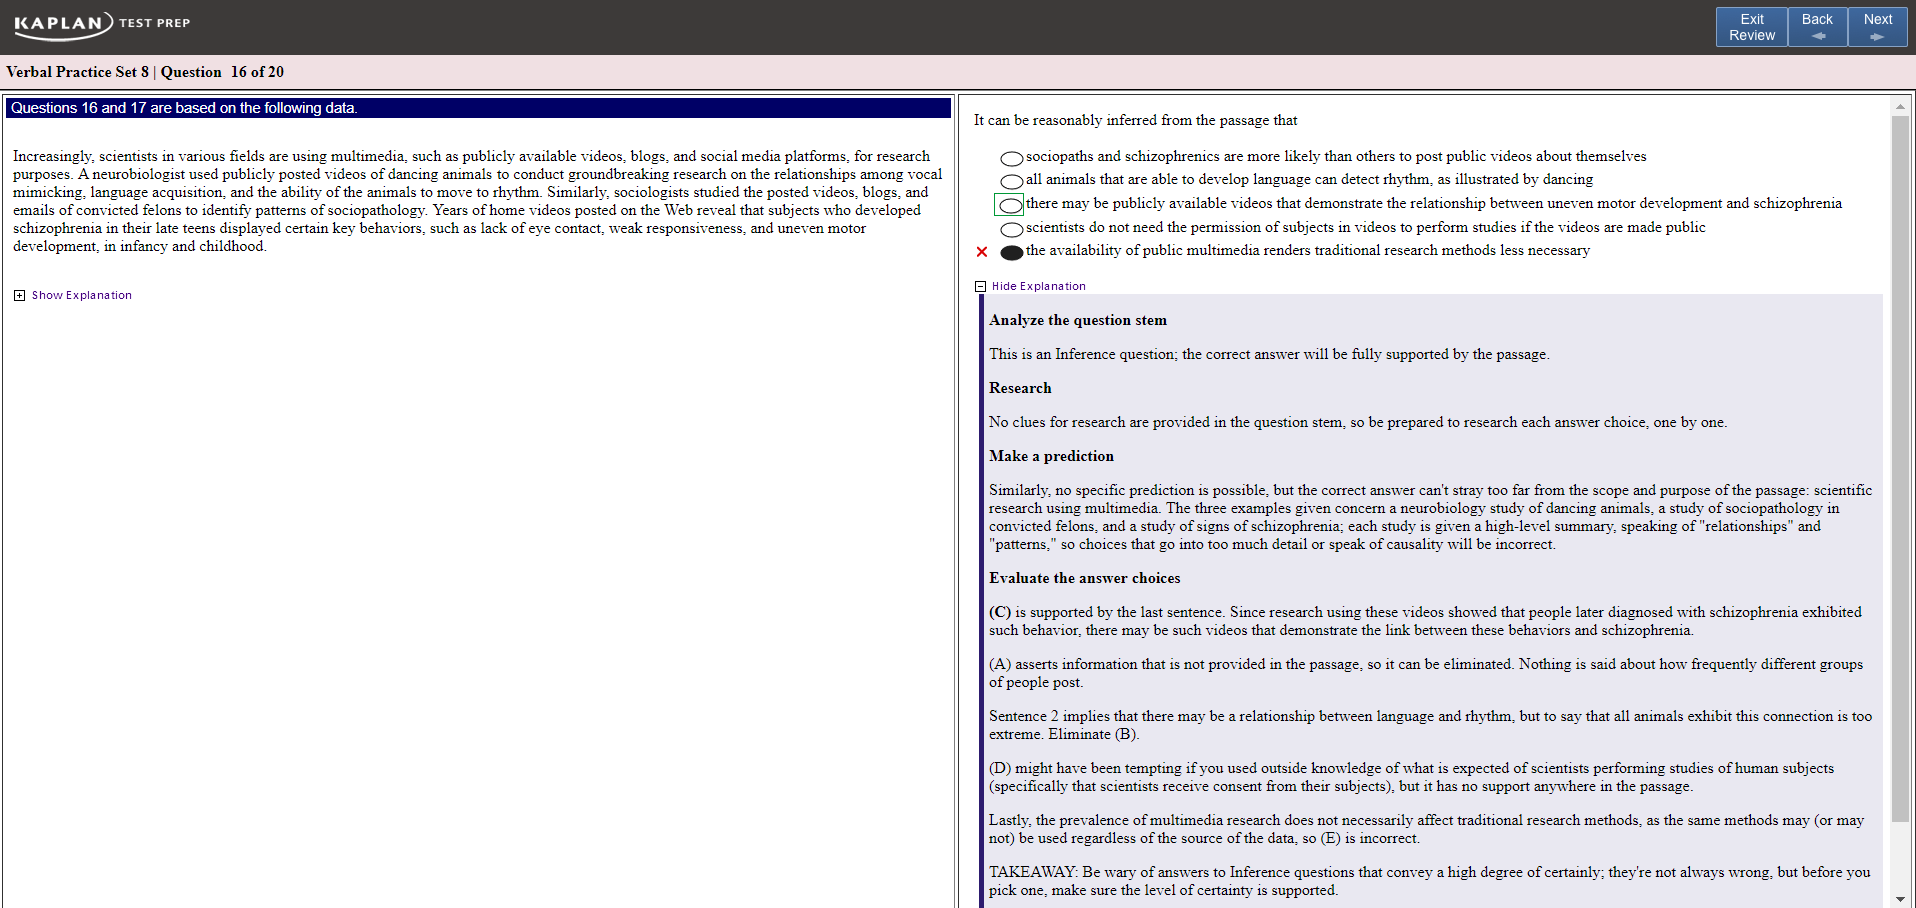 KAPLAN TEST PREP
Exit Review
Back
Next
Verbal Practice Set 8 | Question 16 of 20
Questions 16 and 17 are based on the following data.
Increasingly, scientists in various fields are using multimedia, such as publicly available videos, blogs, and social media platforms, for research
purposes. A neurobiologist used publicly posted videos of dancing animals to conduct groundbreaking research on the relationships among vocal
mimicking, language acquisition, and the ability of the animals to move to rhythm. Similarly, sociologists studied the posted videos, blogs, and
emails of convicted felons to identify patterns of sociopathology. Years of home videos posted on the Web reveal that subjects who developed
schizophrenia in their late teens displayed certain key behaviors, such as lack of eye contact, weak responsiveness, and uneven motor
development, in infancy and childhood.
Show Explanation
It can be reasonably inferred from the passage that
sociopaths and schizophrenics are more likely than others to post public videos about themselves
all animals that are able to develop language can detect rhythm, as illustrated by dancing
there may be publicly available videos that demonstrate the relationship between uneven motor development and schizophrenia
scientists do not need the permission of subjects in videos to perform studies if the videos are made public
the availability of public multimedia renders traditional research methods less necessary
Hide Explanation
Analyze the question stem
This is an Inference question; the correct answer will be fully supported by the passage.
Research
No clues for research are provided in the question stem, so be prepared to research each answer choice, one by one.
Make a prediction
Similarly, no specific prediction is possible, but the correct answer can't stray too far from the scope and purpose of the passage: scientific
research using multimedia. The three examples given concern a neurobiology study of dancing animals, a study of sociopathology in
convicted felons, and a study of signs of schizophrenia; each study is given a high-level summary, speaking of "relationships" and
"patterns," so choices that go into too much detail or speak of causality will be incorrect.
Evaluate the answer choices
(C) is supported by the last sentence. Since research using these videos showed that people later diagnosed with schizophrenia exhibited
such behavior, there may be such videos that demonstrate the link between these behaviors and schizophrenia.
(A) asserts information that is not provided in the passage, so it can be eliminated. Nothing is said about how frequently different groups
of people post.
Sentence 2 implies that there may be a relationship between language and rhythm, but to say that all animals exhibit this connection is too
extreme. Eliminate (B).
(D) might have been tempting if you used outside knowledge of what is expected of scientists performing studies of human subjects
(specifically that scientists receive consent from their subjects), but it has no support anywhere in the passage.
Lastly, the prevalence of multimedia research does not necessarily affect traditional research methods, as the same methods may (or may
not) be used regardless of the source of the data, so (E) is incorrect.
TAKEAWAY: Be wary of answers to Inference questions that convey a high degree of certainly; they're not always wrong, but before you
pick one, make sure the level of certainty is supported.